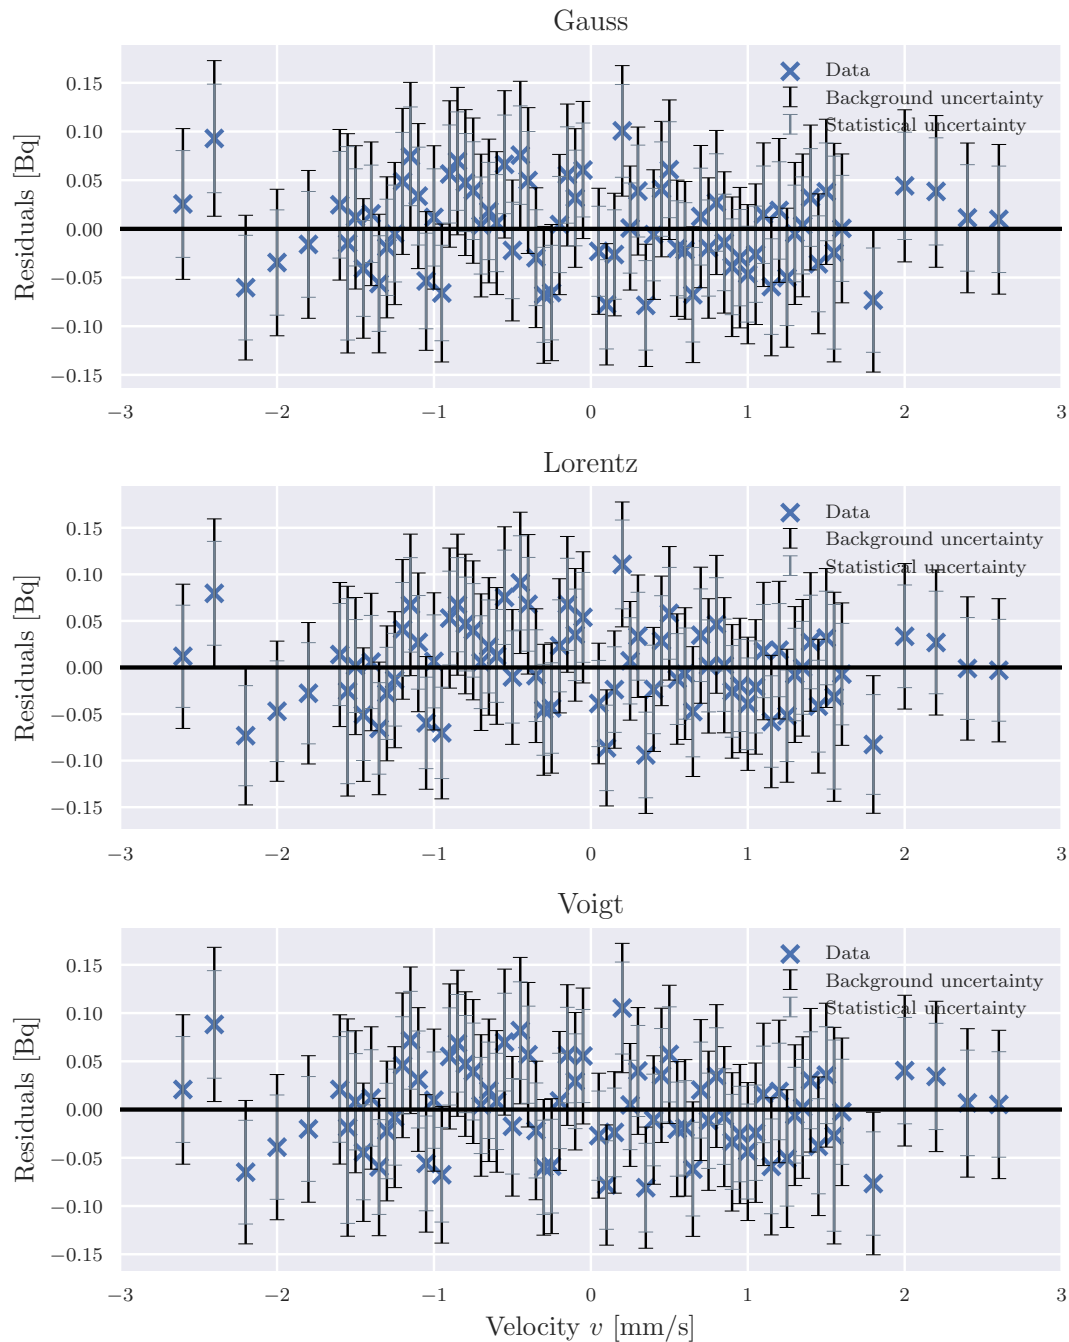 Gauss
Residuals [Bq]
0.15
0.10
0.05
0.00
−0.05
−0.10
−0.15
Data
Background uncertainty
Statistical uncertainty
−3 −2 −1 0 1 2 3
Lorentz
Residuals [Bq]
0.15
0.10
0.05
0.00
−0.05
−0.10
−0.15
Data
Background uncertainty
Statistical uncertainty
−3 −2 −1 0 1 2 3
Voigt
Residuals [Bq]
0.15
0.10
0.05
0.00
−0.05
−0.10
−0.15
Data
Background uncertainty
Statistical uncertainty
−3 −2 −1 0 1 2 3
Velocity v [mm/s]